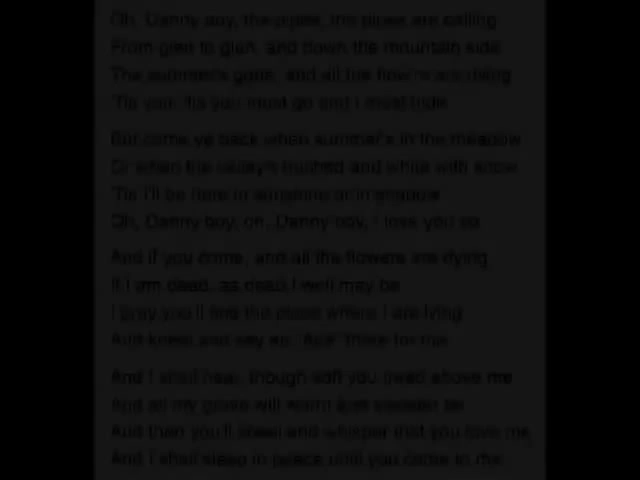 Oh, Danny boy, the pipes, the pipes are calling
From glen to glen, and down the mountain side
The summer's gone, and all the flow'rs are dying
'Tis you, 'tis you must go and I must bide
But come ye back when summer's in the meadow
Or when the valley's hushed and white with snow
'Tis I'll be here in sunshine or in shadow
Oh, Danny boy, oh, Danny boy, I love you so
And if you come, and all the flowers are dying
If I am dead, as dead I well may be
I pray you'll find the place where I am lying
And kneel and say an "Ave" there for me
And I shall hear, though soft you tread above me
And all my grave will warm and sweeter be
And then you'll kneel and whisper that you love me
And I shall sleep in peace until you come to me